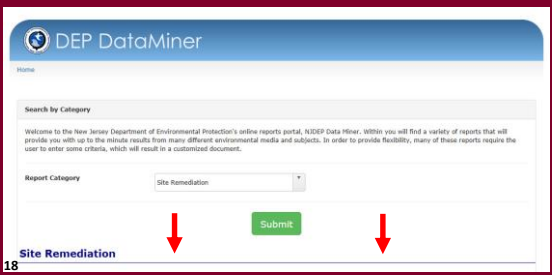 DEP DataMiner
Home
Search by Category
Welcome to the New Jersey Department of Environmental Protection's online reports portal, NJDEP Data Miner. Within you will find a variety of reports that will
provide you with up to the minute results from many different environmental media and subjects. In order to provide flexibility, many of these reports require the
user to enter some criteria, which will result in a customized document.
Report Category
Site Remediation
Submit
Site Remediation
18